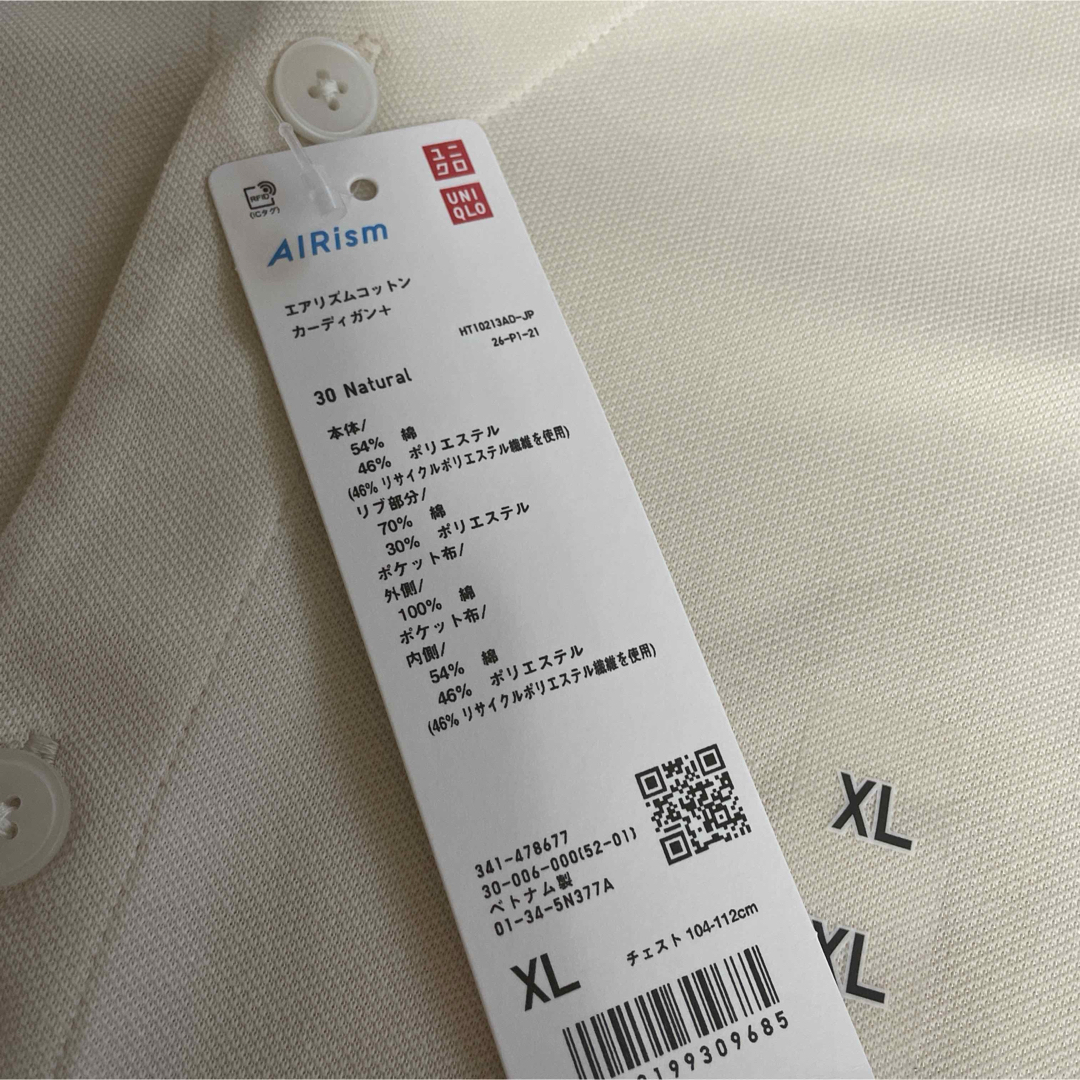 ユニ
クロ
UNI
QLO
RFID
(ICタグ)
AIRism
エアリズムコットン
カーディガン+
HT10213AD-JP
26-P1-21
30 Natural
本体/
54% 綿
46% ポリエステル
(46% リサイクルポリエステル繊維を使用)
リブ部分/
70% 綿
30% ポリエステル
ポケット布/
外側/
100% 綿
ポケット布/
内側/
54% 綿
46% ポリエステル
(46% リサイクルポリエステル繊維を使用)
341-478677
30-006-000(52-01)
ベトナム製
01-34-5N377A
XL
チェスト 104-112cm
199309685
XL
XL